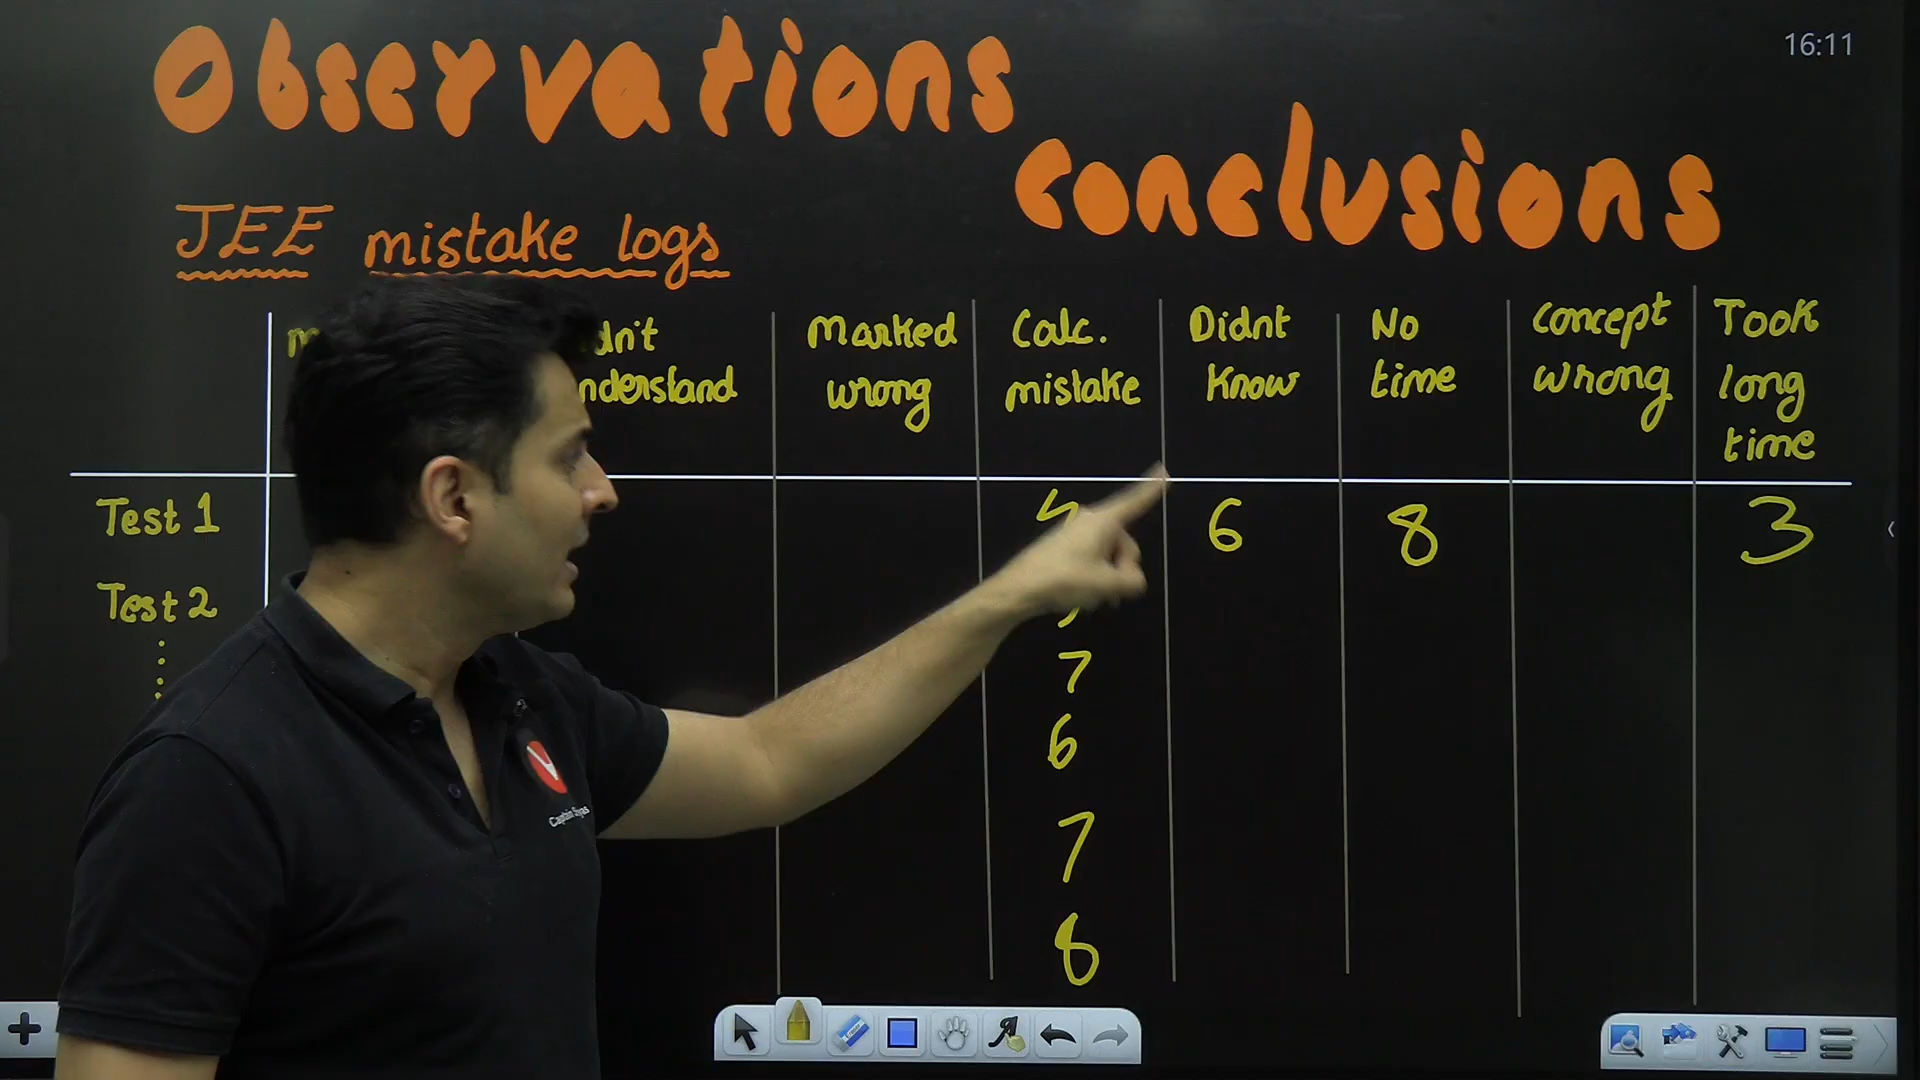 Observations
16:11
Conclusions
JEE mistake logs
Marked wrong
Calc. mistake
Didnt Know
No time
concept wrong
Took long time
Test 1
6
8
3
Test 2
7
6
7
8